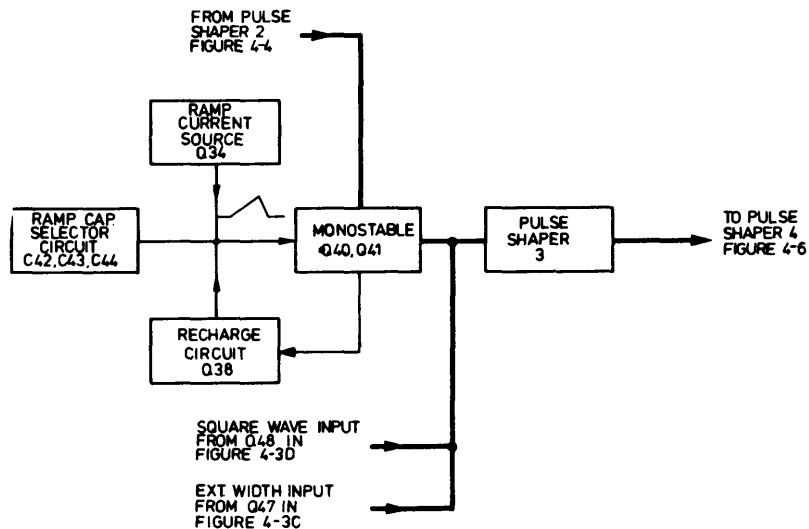 FROM PULSE
SHAPER 2
FIGURE 4-4
RAMP
CURRENT
SOURCE
Q34
RAMP CAP.
SELECTOR
CIRCUIT
C42,C43,C44
MONOSTABLE
Q40,Q41
PULSE
SHAPER
3
TO PULSE
SHAPER 4
FIGURE 4-6
RECHARGE
CIRCUIT
Q38
SQUARE WAVE INPUT
FROM Q48 IN
FIGURE 4-3D
EXT. WIDTH INPUT
FROM Q47 IN
FIGURE 4-3C